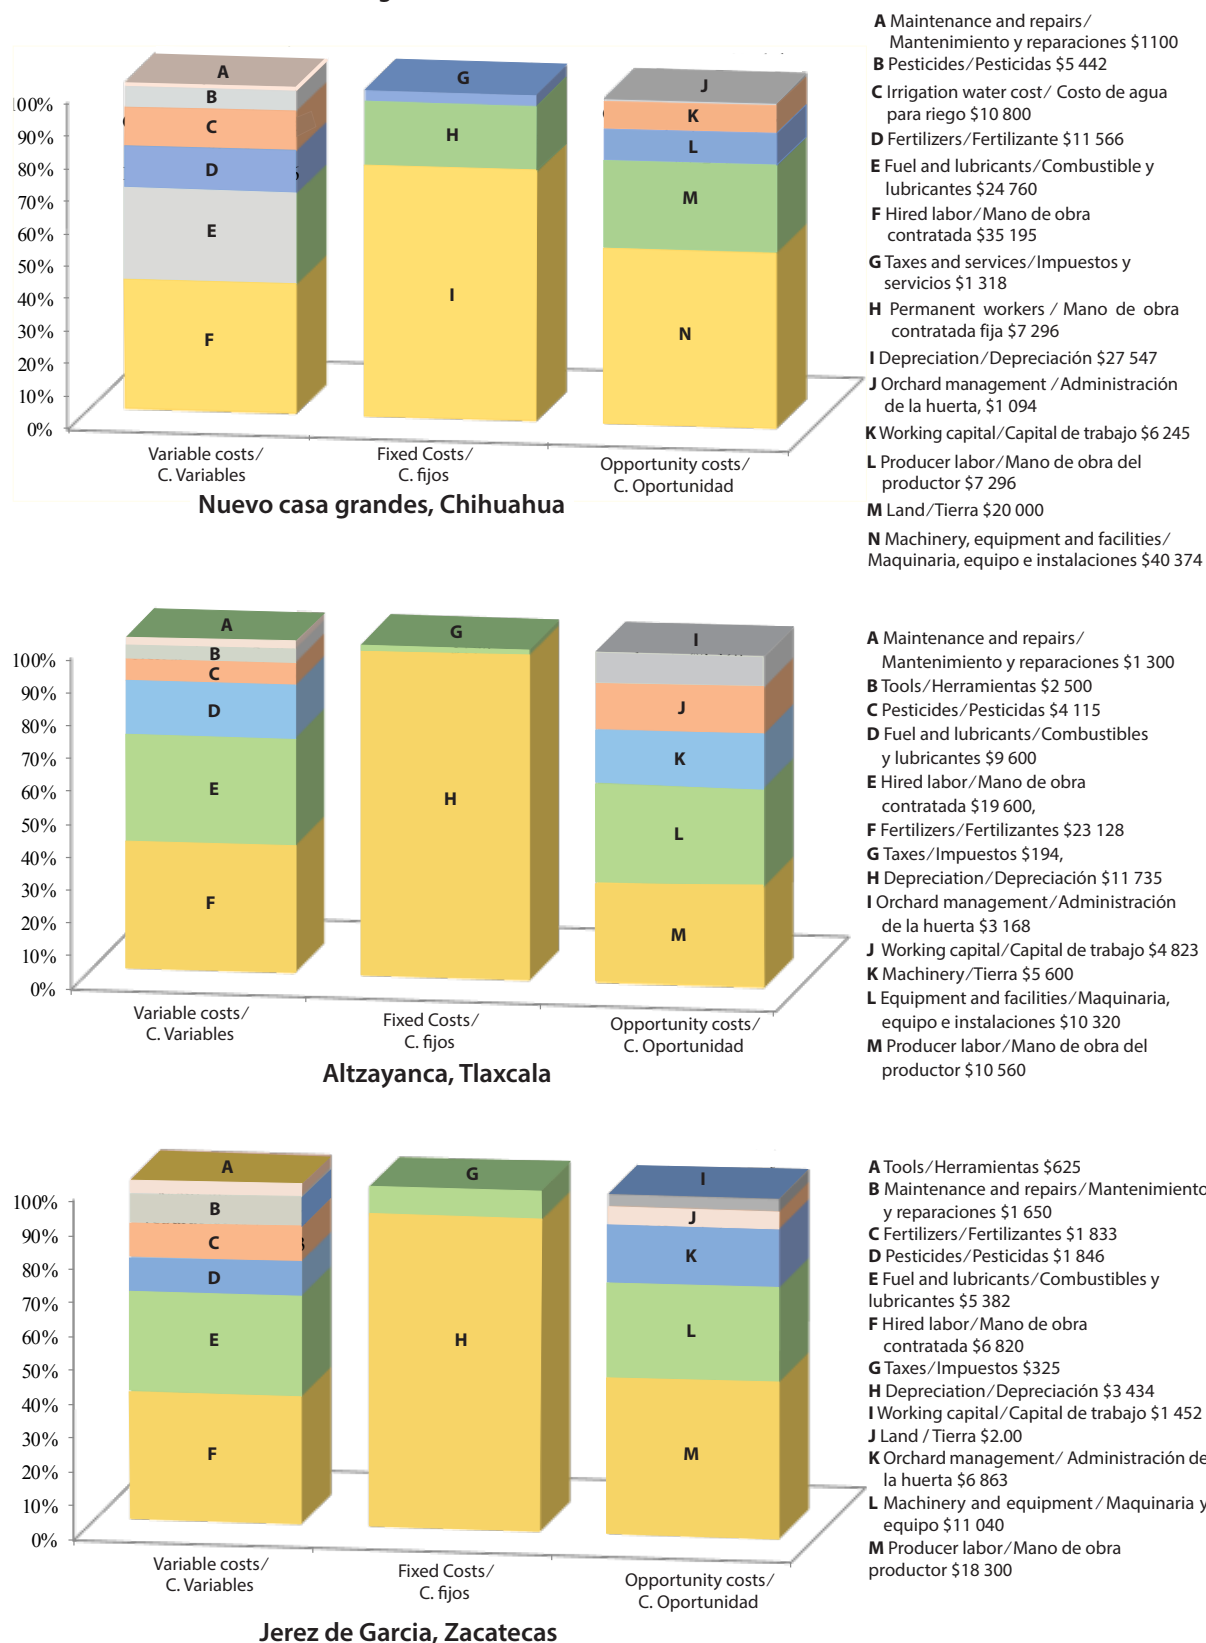 A Maintenance and repairs/
Mantenimiento y reparaciones $1100
B Pesticides/Pesticidas $5 442
C Irrigation water cost/ Costo de agua
para riego $10 800
D Fertilizers/Fertilizante $11 566
E Fuel and lubricants/Combustible y
lubricantes $24 760
F Hired labor/Mano de obra
contratada $35 195
G Taxes and services/Impuestos y
servicios $1 318
H Permanent workers / Mano de obra
contratada fija $7 296
I Depreciation/Depreciación $27 547
J Orchard management /Administración
de la huerta, $1 094
K Working capital/Capital de trabajo $6 245
L Producer labor/Mano de obra del
productor $7 296
M Land/Tierra $20 000
N Machinery, equipment and facilities/
Maquinaria, equipo e instalaciones $40 374
100%
90%
80%
70%
60%
50%
40%
30%
20%
10%
0%
A
B
C
D
E
F
G
H
I
J
K
L
M
N
Variable costs/
C. Variables
Fixed Costs/
C. fijos
Opportunity costs/
C. Oportunidad
Nuevo casa grandes, Chihuahua
A Maintenance and repairs/
Mantenimiento y reparaciones $1 300
B Tools/Herramientas $2 500
C Pesticides/Pesticidas $4 115
D Fuel and lubricants/Combustibles
y lubricantes $9 600
E Hired labor/Mano de obra
contratada $19 600,
F Fertilizers/Fertilizantes $23 128
G Taxes/Impuestos $194,
H Depreciation/Depreciación $11 735
I Orchard management/Administración
de la huerta $3 168
J Working capital/Capital de trabajo $4 823
K Machinery/Tierra $5 600
L Equipment and facilities/Maquinaria,
equipo e instalaciones $10 320
M Producer labor/Mano de obra del
productor $10 560
100%
90%
80%
70%
60%
50%
40%
30%
20%
10%
0%
A
B
C
D
E
F
G
H
I
J
K
L
M
Variable costs/
C. Variables
Fixed Costs/
C. fijos
Opportunity costs/
C. Oportunidad
Altzayanca, Tlaxcala
A Tools/Herramientas $625
B Maintenance and repairs/Mantenimiento
y reparaciones $1 650
C Fertilizers/Fertilizantes $1 833
D Pesticides/Pesticidas $1 846
E Fuel and lubricants/Combustibles y
lubricantes $5 382
F Hired labor/Mano de obra
contratada $6 820
G Taxes/Impuestos $325
H Depreciation/Depreciación $3 434
I Working capital/Capital de trabajo $1 452
J Land / Tierra $2.00
K Orchard management/ Administración de
la huerta $6 863
L Machinery and equipment/Maquinaria y
equipo $11 040
M Producer labor/Mano de obra
productor $18 300
100%
90%
80%
70%
60%
50%
40%
30%
20%
10%
0%
A
B
C
D
E
F
G
H
I
J
K
L
M
Variable costs/
C. Variables
Fixed Costs/
C. fijos
Opportunity costs/
C. Oportunidad
Jerez de Garcia, Zacatecas